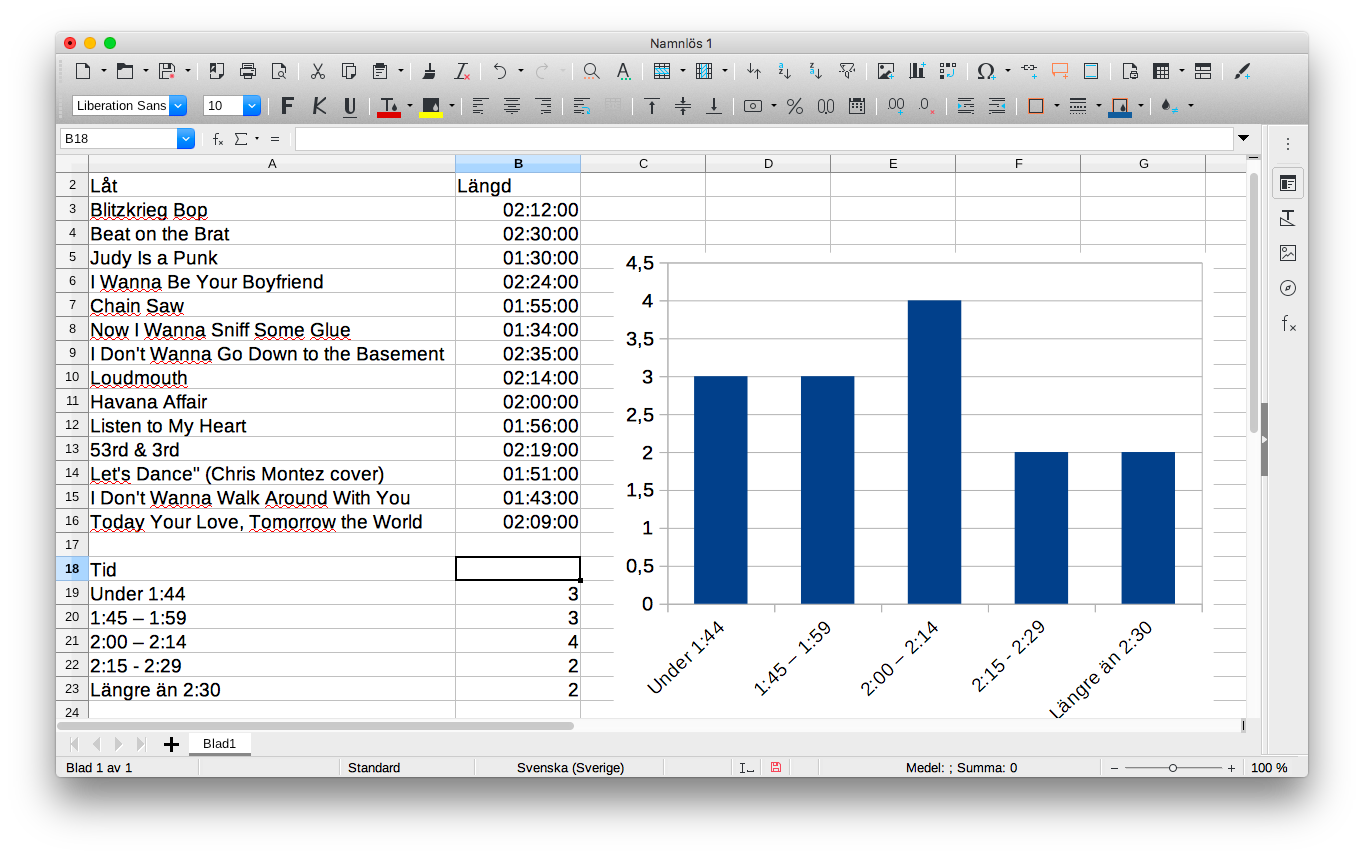 Namnlös 1
Liberation Sans 10
B18
A B C D E F G
2 Låt Längd
3 Blitzkrieg Bop 02:12:00
4 Beat on the Brat 02:30:00
5 Judy Is a Punk 01:30:00
6 I Wanna Be Your Boyfriend 02:24:00
7 Chain Saw 01:55:00
8 Now I Wanna Sniff Some Glue 01:34:00
9 I Don't Wanna Go Down to the Basement 02:35:00
10 Loudmouth 02:14:00
11 Havana Affair 02:00:00
12 Listen to My Heart 01:56:00
13 53rd & 3rd 02:19:00
14 Let's Dance" (Chris Montez cover) 01:51:00
15 I Don't Wanna Walk Around With You 01:43:00
16 Today Your Love, Tomorrow the World 02:09:00
17
18 Tid
19 Under 1:44 3
20 1:45 – 1:59 3
21 2:00 – 2:14 4
22 2:15 - 2:29 2
23 Längre än 2:30 2
24
4,5
4
3,5
3
2,5
2
1,5
1
0,5
0
Under 1:44
1:45 – 1:59
2:00 – 2:14
2:15 - 2:29
Längre än 2:30
Blad1
Blad 1 av 1 Standard Svenska (Sverige) Medel: ; Summa: 0 100 %